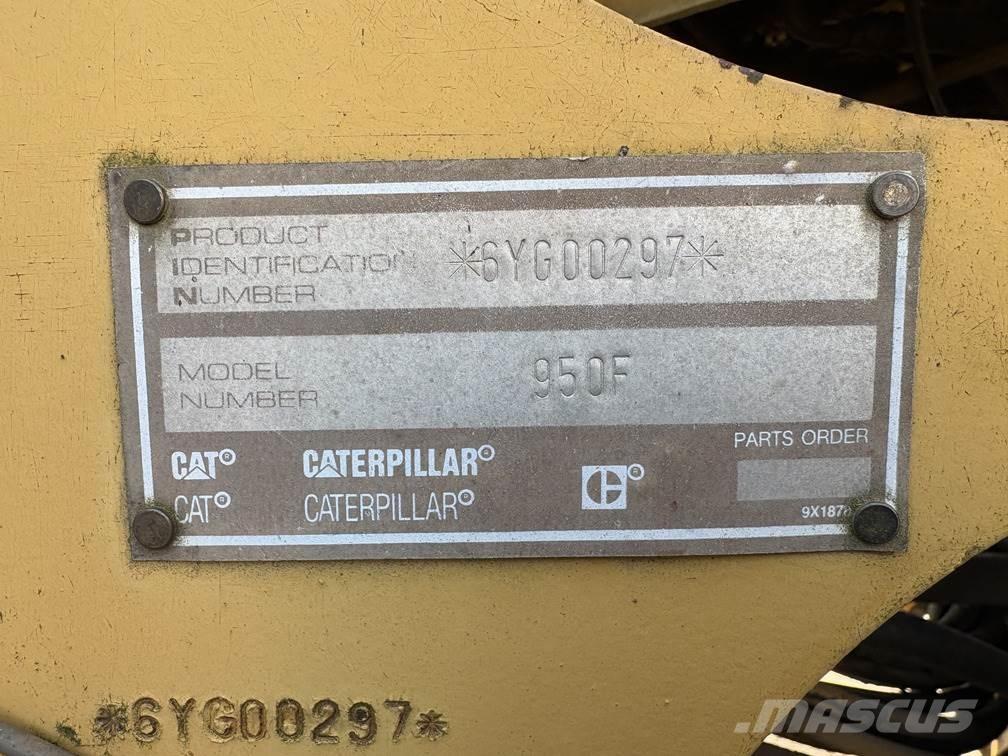 PRODUCT
IDENTIFICATION *6YG00297*
NUMBER
MODEL
NUMBER 950F
PARTS ORDER
CAT® CATERPILLAR®
CAT® CATERPILLAR®
C®
*6YG00297*
MASCUS